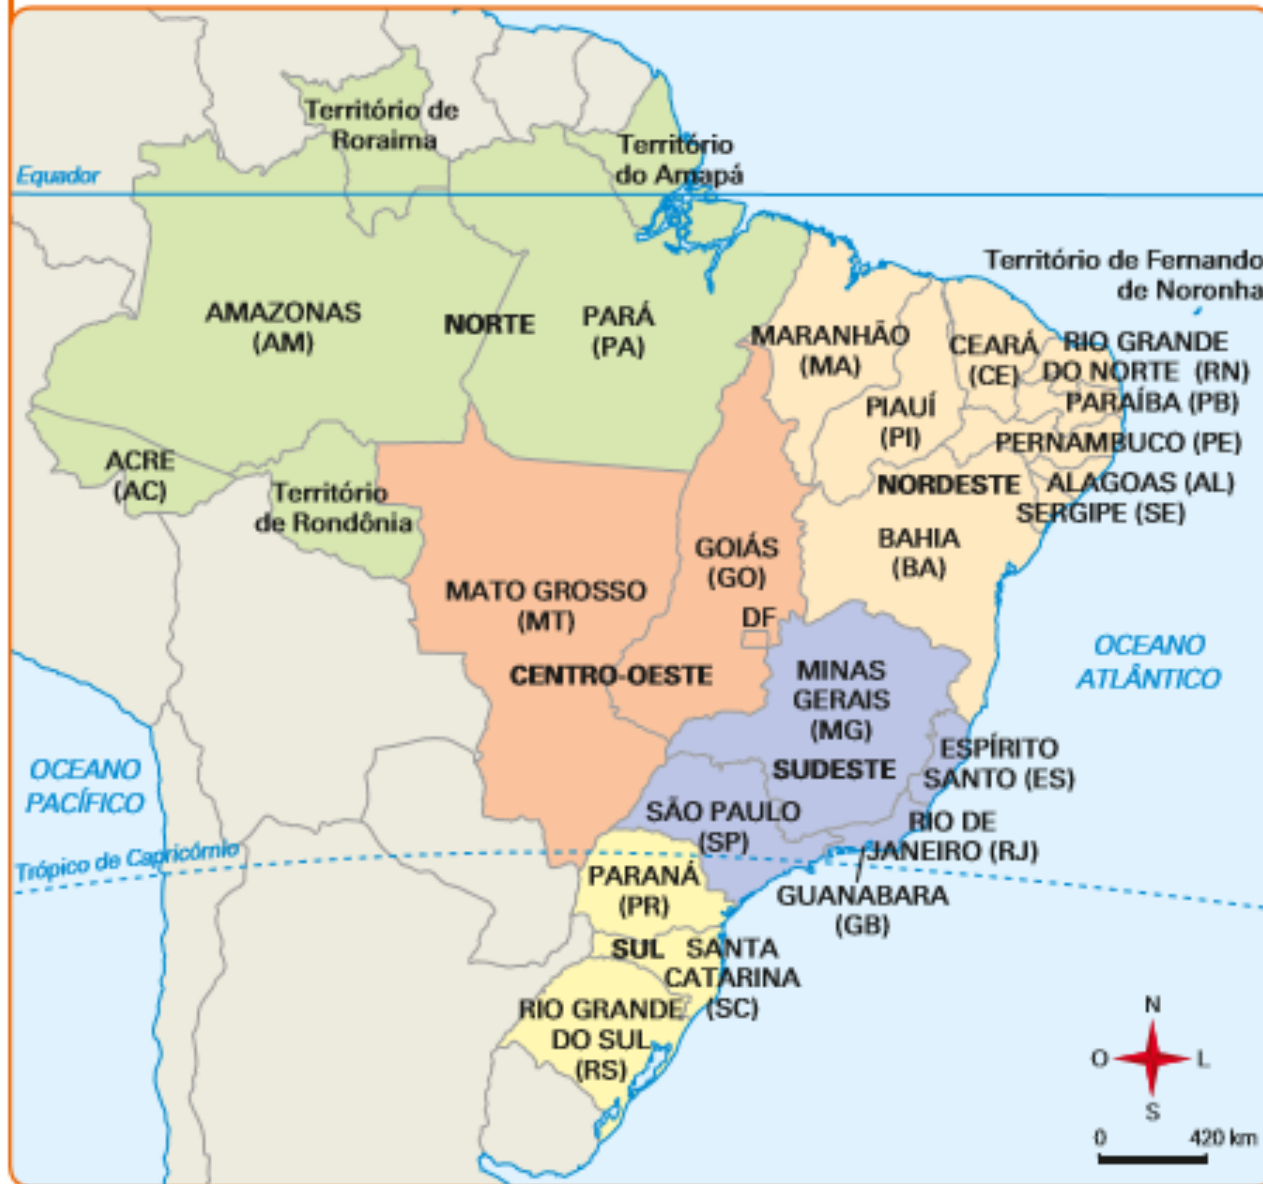 Território de
Roraima
Território
do Amapá
Equador
Território de Fernando
de Noronha
AMAZONAS
(AM)
NORTE
PARÁ
(PA)
MARANHÃO
(MA)
CEARÁ
(CE)
RIO GRANDE
DO NORTE (RN)
PIAUÍ
(PI)
PARAÍBA (PB)
PERNAMBUCO (PE)
ACRE
(AC)
Território
de Rondônia
NORDESTE
ALAGOAS (AL)
SERGIPE (SE)
BAHIA
(BA)
GOIÁS
(GO)
MATO GROSSO
(MT)
DF
CENTRO-OESTE
MINAS
GERAIS
(MG)
OCEANO
ATLÂNTICO
ESPÍRITO
SANTO (ES)
SUDESTE
OCEANO
PACÍFICO
SÃO PAULO
(SP)
RIO DE
JANEIRO (RJ)
Trópico de Capricórnio
PARANÁ
(PR)
GUANABARA
(GB)
SUL
SANTA
CATARINA
(SC)
RIO GRANDE
DO SUL
(RS)
N
O
L
S
0 420 km